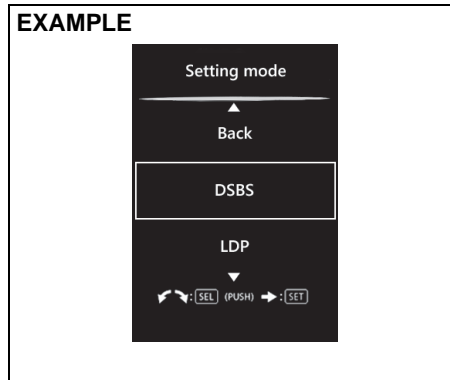 EXAMPLE
Setting mode
Back
DSBS
LDP
: SEL (PUSH) : SET